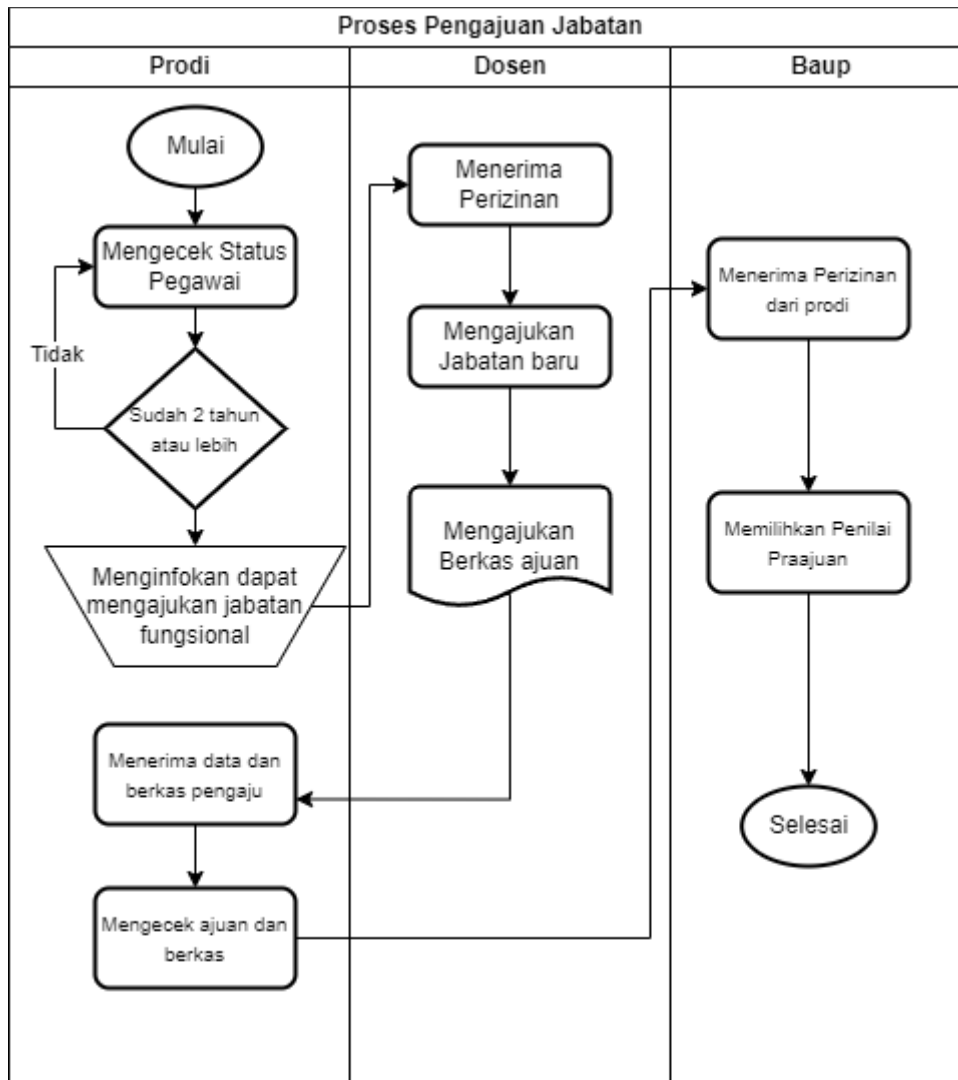 Proses Pengajuan Jabatan
Prodi
Dosen
Baup
Mulai
Mengecek Status
Pegawai
Tidak
Sudah 2 tahun
atau lebih
Menginfokan dapat
mengajukan jabatan
fungsional
Menerima
Perizinan
Mengajukan
Jabatan baru
Mengajukan
Berkas ajuan
Menerima data dan
berkas pengaju
Mengecek ajuan dan
berkas
Menerima Perizinan
dari prodi
Memilihkan Penilai
Praajuan
Selesai